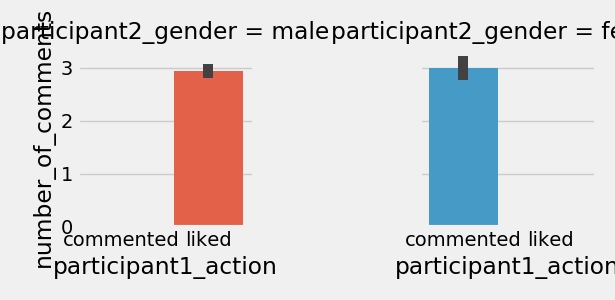 participant2_gender = male
participant2_gender = fe
number_of_comments
3
2
1
0
commented liked
commented liked
participant1_action
participant1_action